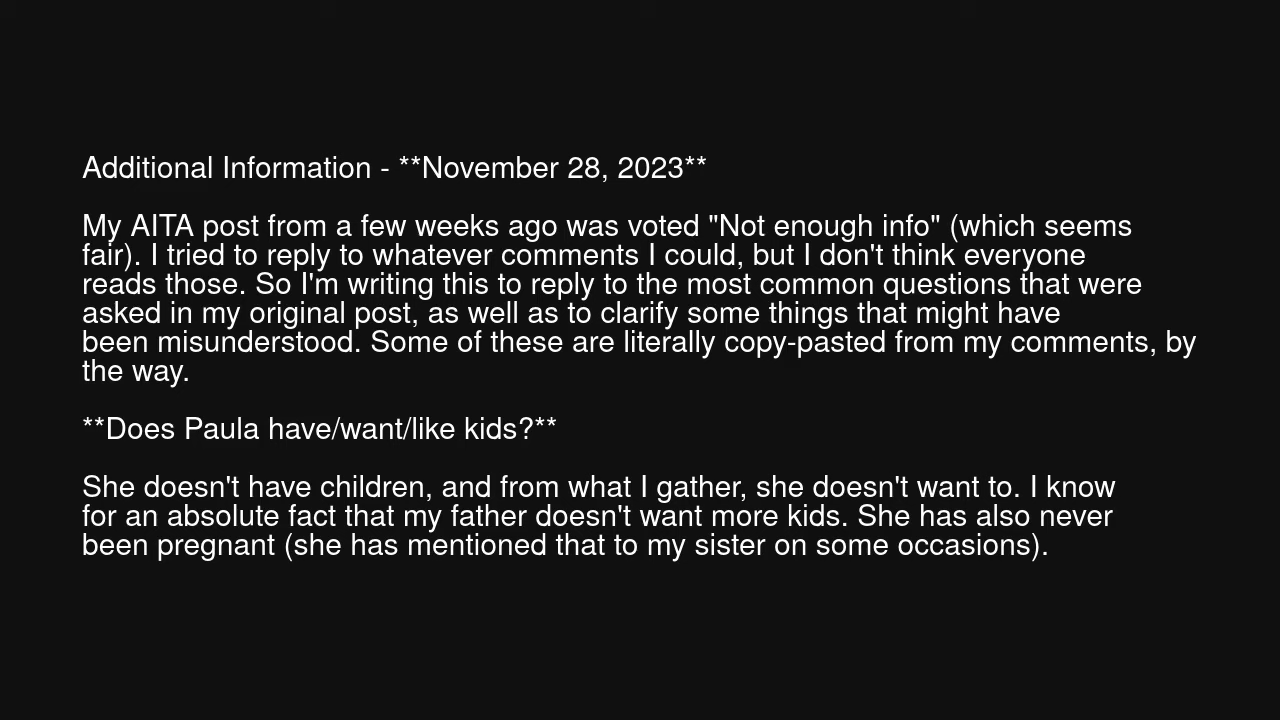 Additional Information - **November 28, 2023**
My AITA post from a few weeks ago was voted "Not enough info" (which seems
fair). I tried to reply to whatever comments I could, but I don't think everyone
reads those. So I'm writing this to reply to the most common questions that were
asked in my original post, as well as to clarify some things that might have
been misunderstood. Some of these are literally copy-pasted from my comments, by
the way.
**Does Paula have/want/like kids?**
She doesn't have children, and from what I gather, she doesn't want to. I know
for an absolute fact that my father doesn't want more kids. She has also never
been pregnant (she has mentioned that to my sister on some occasions).